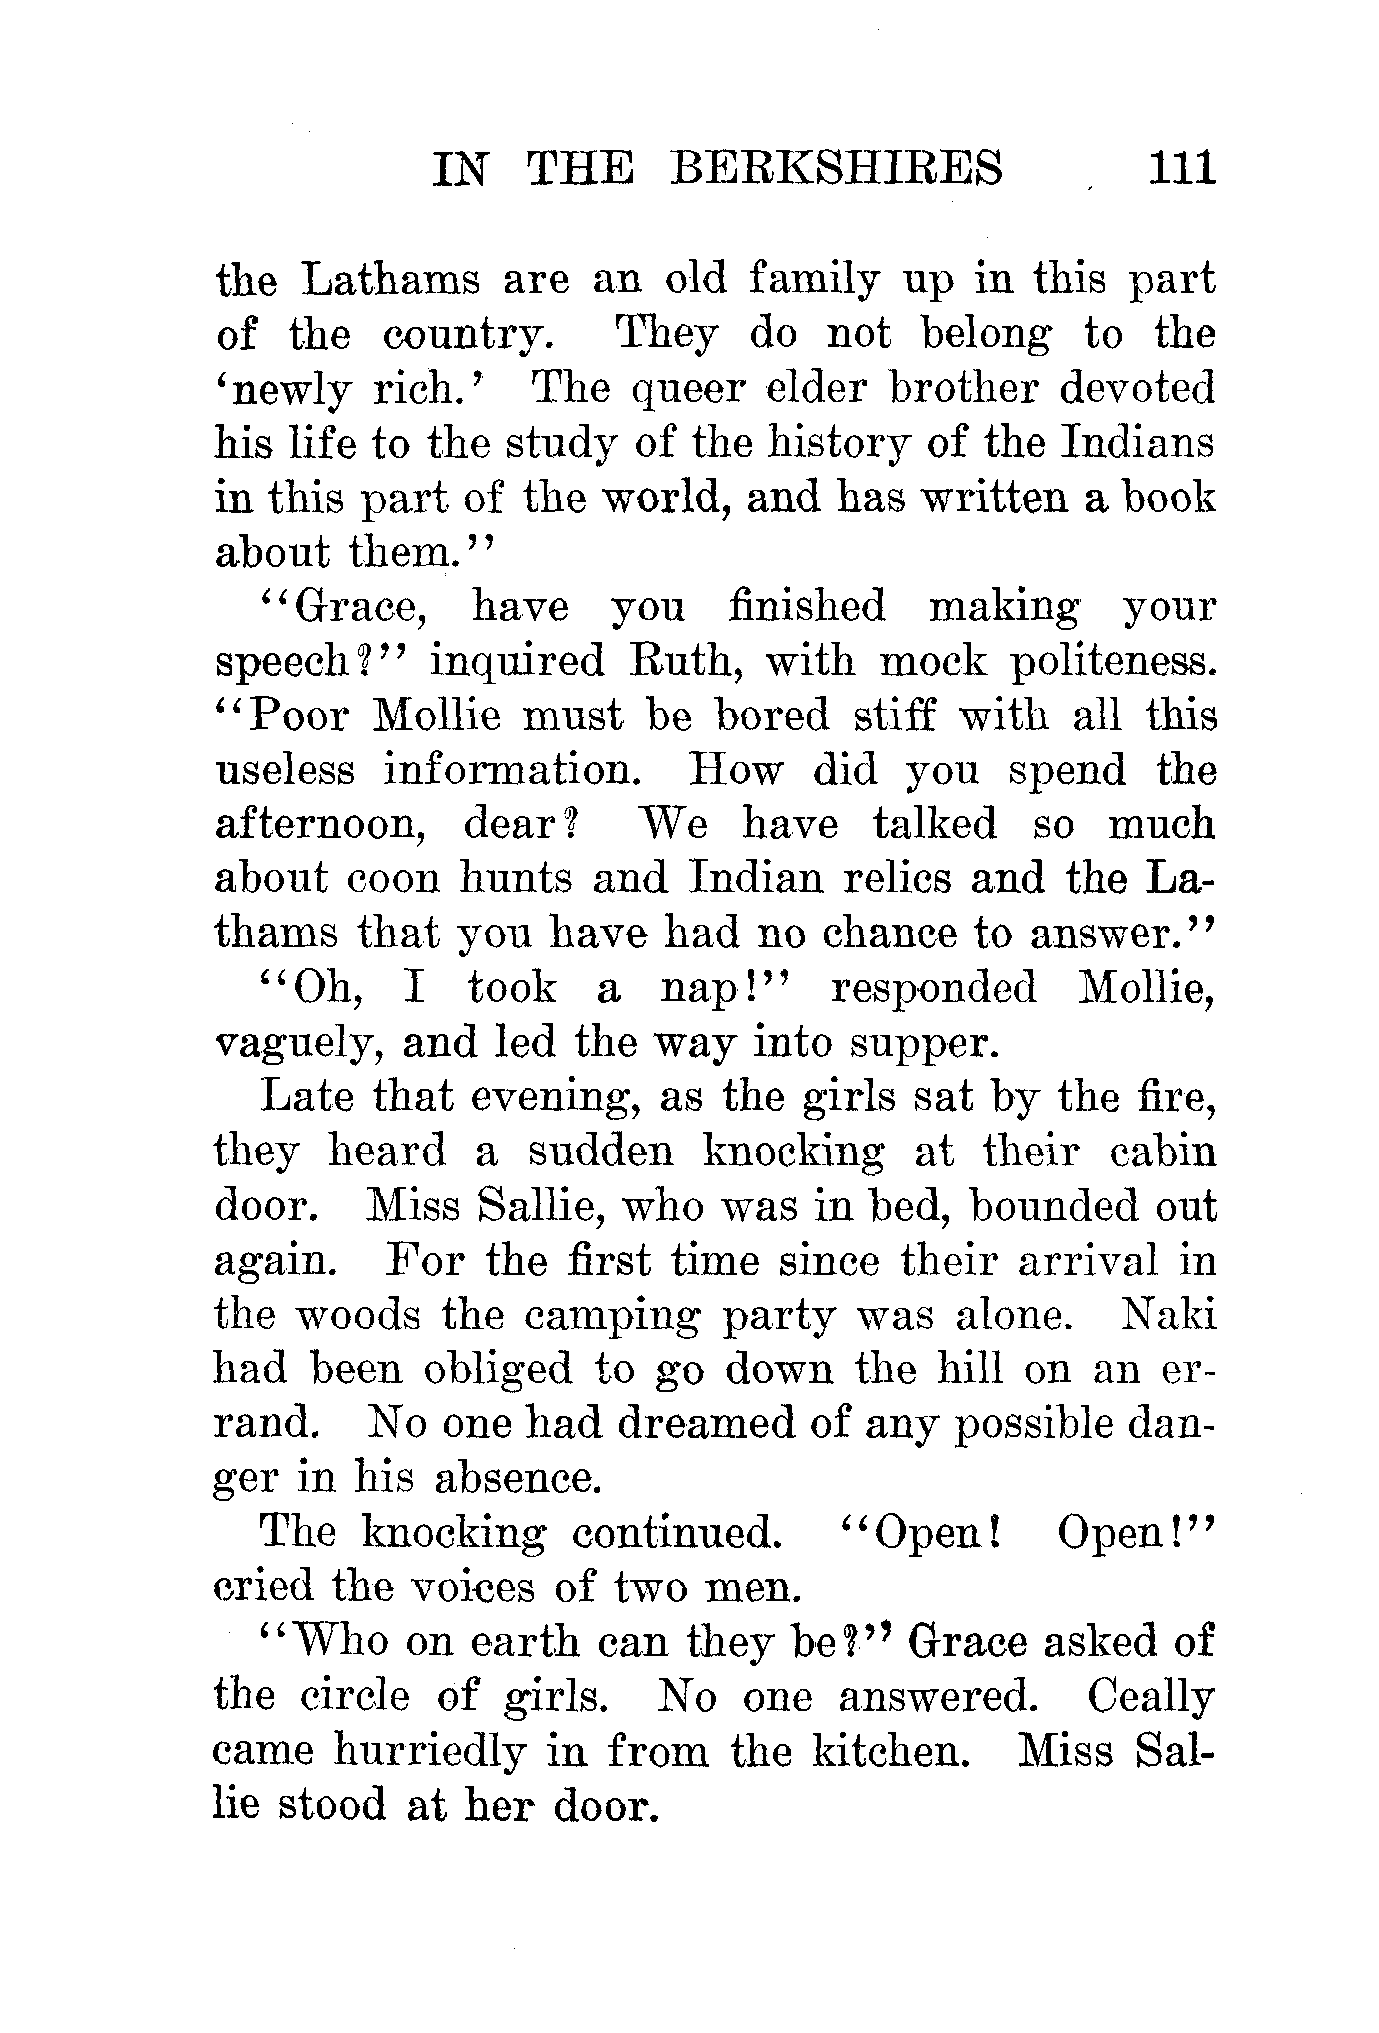 IN THE BERKSHIRES 111
the Lathams are an old family up in this part
of the country. They do not belong to the
‘newly rich.’ The queer elder brother devoted
his life to the study of the history of the Indians
in this part of the world, and has written a book
about them.’’
‘‘Grace, have you finished making your
speech?’’ inquired Ruth, with mock politeness.
‘‘Poor Mollie must be bored stiff with all this
useless information. How did you spend the
afternoon, dear? We have talked so much
about coon hunts and Indian relics and the La-
thams that you have had no chance to answer.’’
‘‘Oh, I took a nap!’’ responded Mollie,
vaguely, and led the way into supper.
Late that evening, as the girls sat by the fire,
they heard a sudden knocking at their cabin
door. Miss Sallie, who was in bed, bounded out
again. For the first time since their arrival in
the woods the camping party was alone. Naki
had been obliged to go down the hill on an er-
rand. No one had dreamed of any possible dan-
ger in his absence.
The knocking continued. ‘‘Open! Open!’’
cried the voices of two men.
‘‘Who on earth can they be?’’ Grace asked of
the circle of girls. No one answered. Ceally
came hurriedly in from the kitchen. Miss Sal-
lie stood at her door.